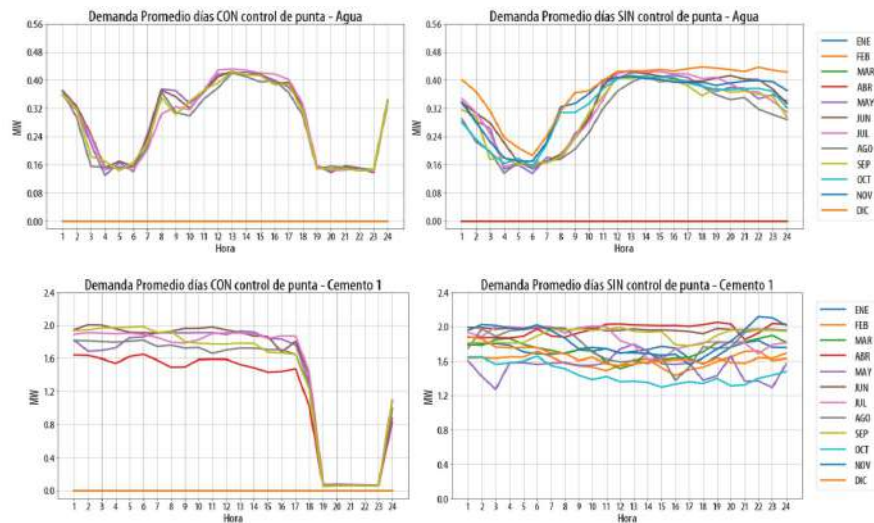 Demanda Promedio días CON control de punta - Agua
MW
0.56
0.48
0.40
0.32
0.24
0.16
0.08
0.00
1 2 3 4 5 6 7 8 9 10 11 12 13 14 15 16 17 18 19 20 21 22 23 24
Hora
Demanda Promedio días SIN control de punta - Agua
MW
0.56
0.48
0.40
0.32
0.24
0.16
0.08
0.00
1 2 3 4 5 6 7 8 9 10 11 12 13 14 15 16 17 18 19 20 21 22 23 24
Hora
ENE
FEB
MAR
ABR
MAY
JUN
JUL
AGO
SEP
OCT
NOV
DIC
Demanda Promedio días CON control de punta - Cemento 1
MW
2.4
2.0
1.6
1.2
0.8
0.4
0.0
1 2 3 4 5 6 7 8 9 10 11 12 13 14 15 16 17 18 19 20 21 22 23 24
Hora
Demanda Promedio días SIN control de punta - Cemento 1
MW
2.4
2.0
1.6
1.2
0.8
0.4
0.0
1 2 3 4 5 6 7 8 9 10 11 12 13 14 15 16 17 18 19 20 21 22 23 24
Hora
ENE
FEB
MAR
ABR
MAY
JUN
JUL
AGO
SEP
OCT
NOV
DIC